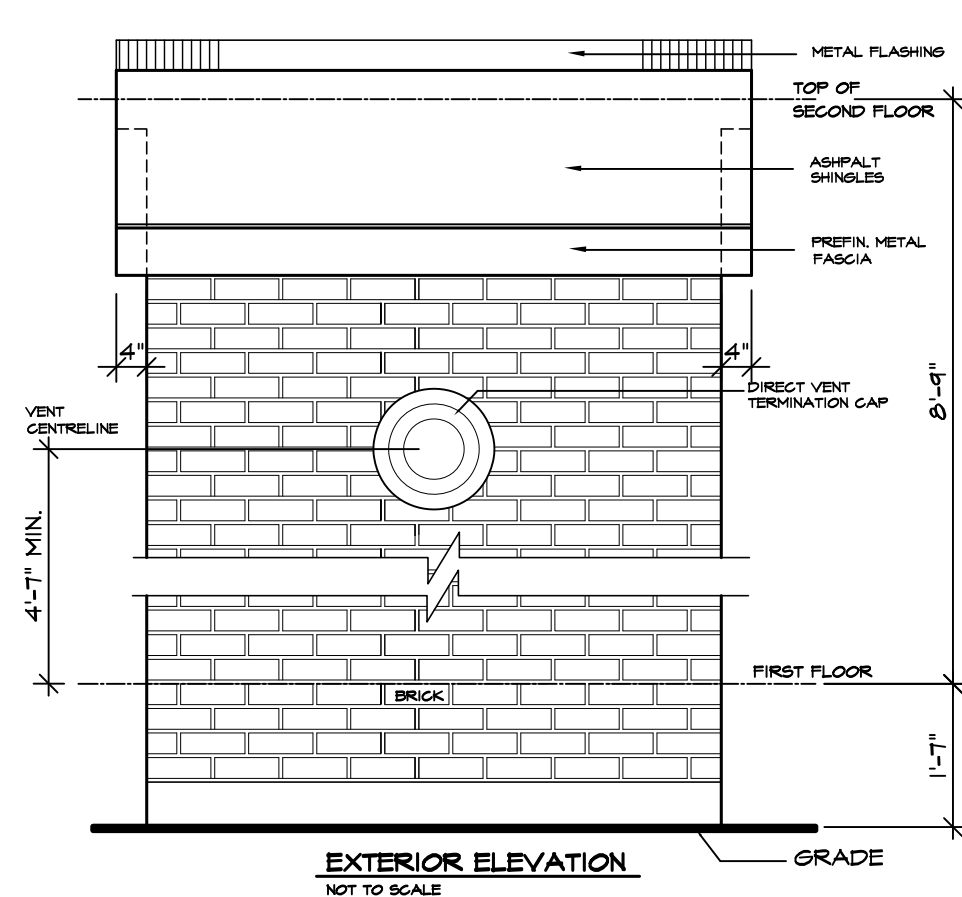 METAL FLASHING
TOP OF
SECOND FLOOR
ASHPALT
SHINGLES
PREFIN. METAL
FASCIA
4"
4"
8'-9"
DIRECT VENT
TERMINATION CAP
VENT
CENTRELINE
4'-7" MIN.
FIRST FLOOR
BRICK
1'-7"
GRADE
EXTERIOR ELEVATION
NOT TO SCALE